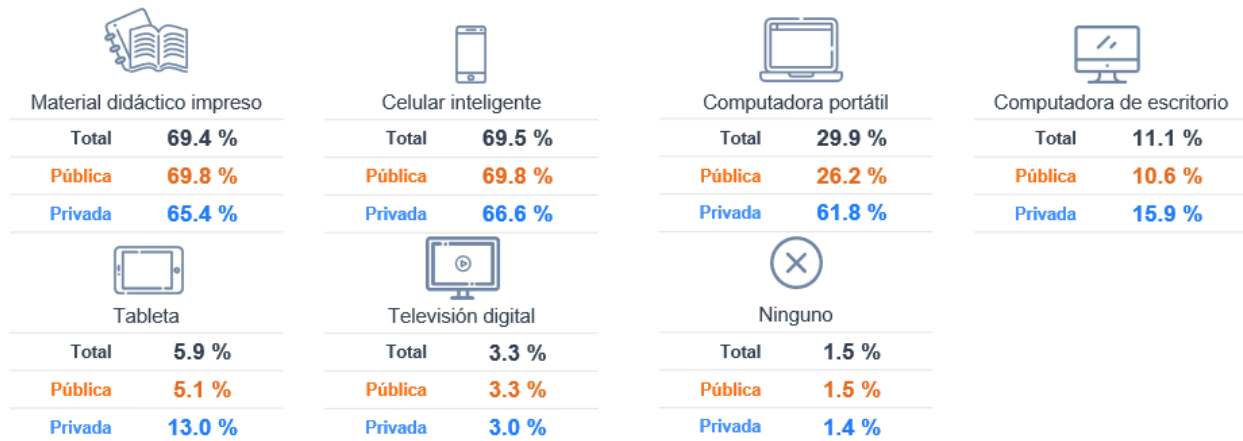 Material didáctico impreso
Total 69.4 %
Pública 69.8 %
Privada 65.4 %
Celular inteligente
Total 69.5 %
Pública 69.8 %
Privada 66.6 %
Computadora portátil
Total 29.9 %
Pública 26.2 %
Privada 61.8 %
Computadora de escritorio
Total 11.1 %
Pública 10.6 %
Privada 15.9 %
Tableta
Total 5.9 %
Pública 5.1 %
Privada 13.0 %
Televisión digital
Total 3.3 %
Pública 3.3 %
Privada 3.0 %
Ninguno
Total 1.5 %
Pública 1.5 %
Privada 1.4 %